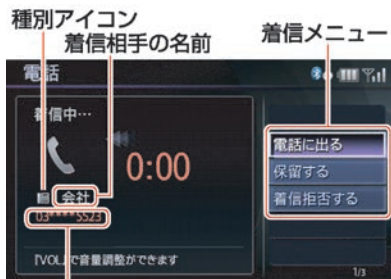 種別アイコン
着信相手の名前
着信メニュー
電話
着信中…
0:00
会社
03****5523
『VOL』で音量調整ができます
電話に出る
保留する
着信拒否する
1/3